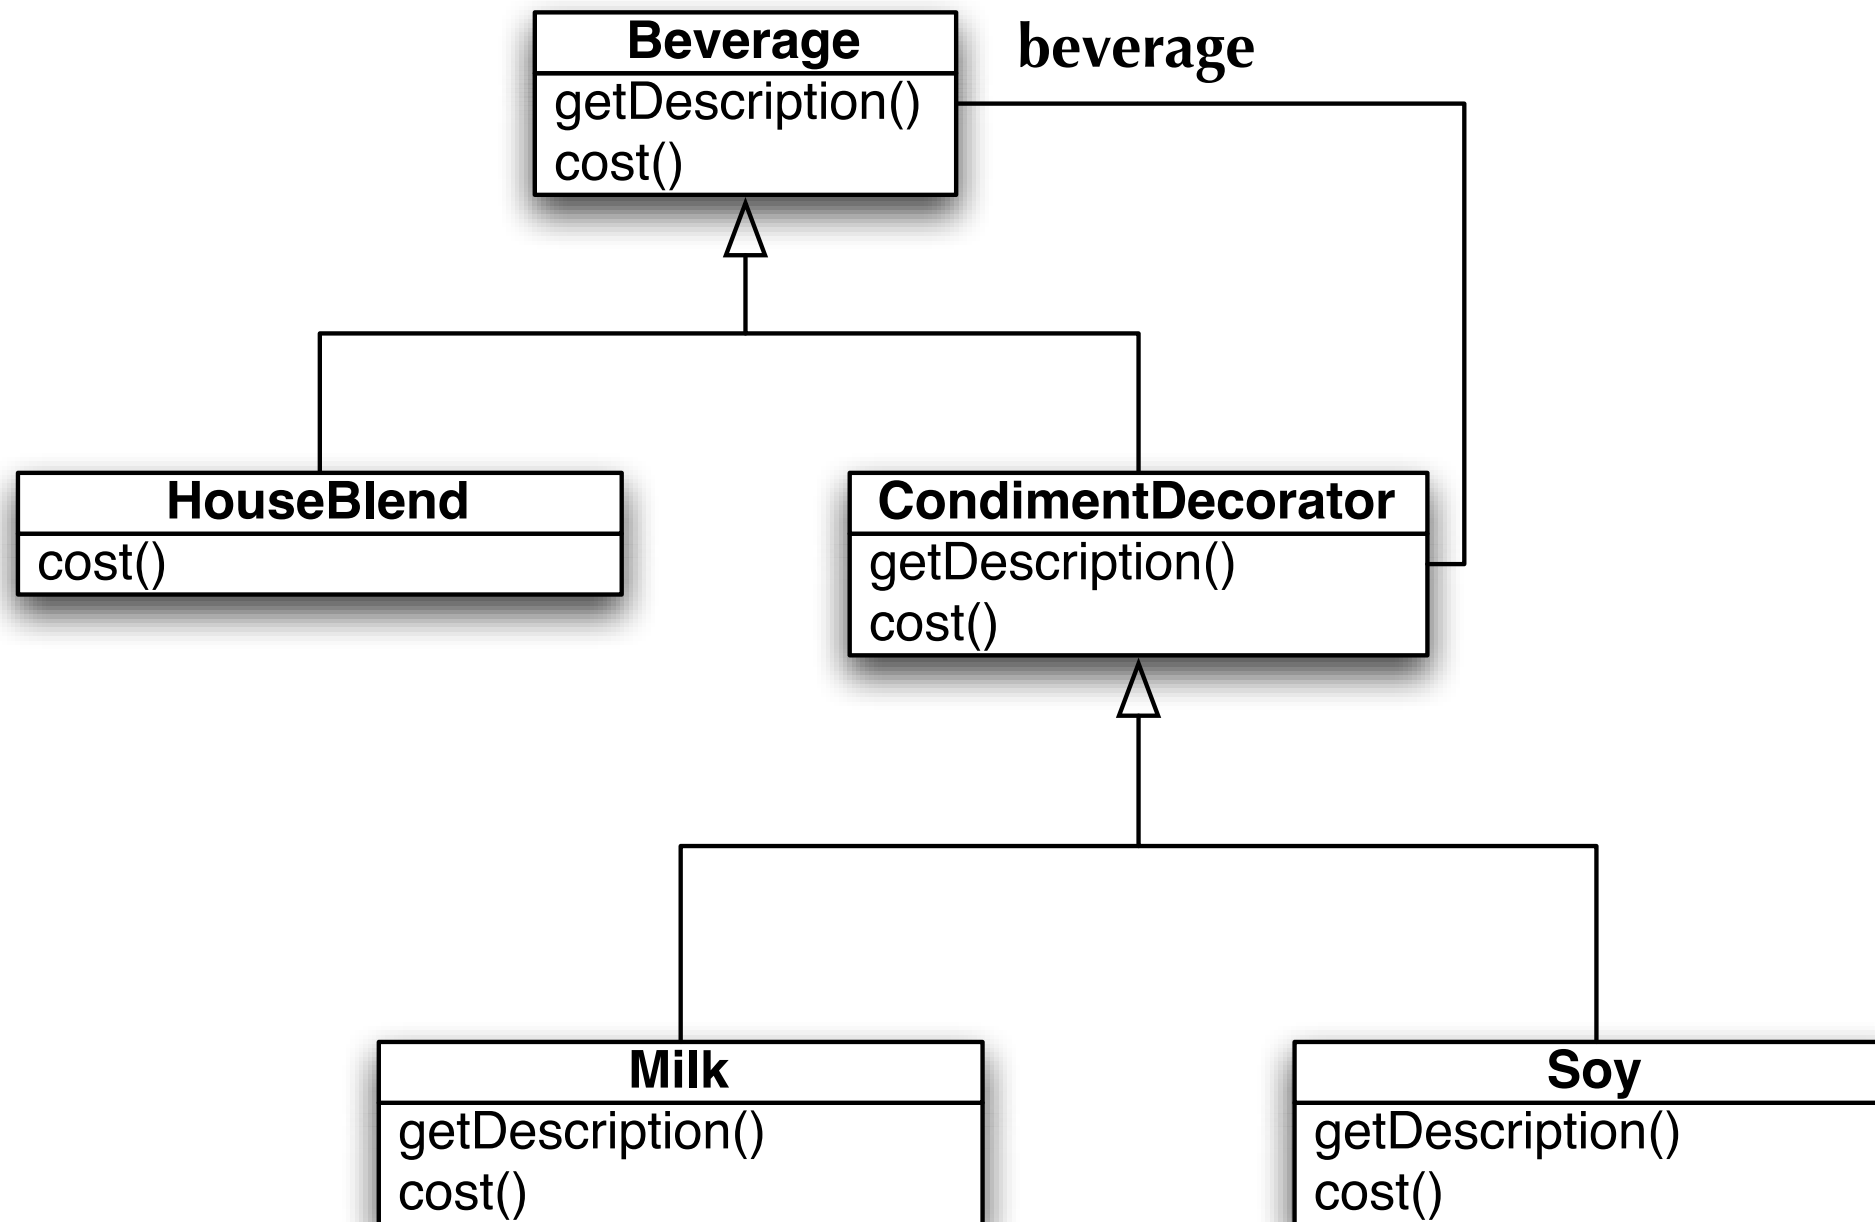 Beverage
beverage
getDescription()
cost()
HouseBlend
cost()
CondimentDecorator
getDescription()
cost()
Milk
getDescription()
cost()
Soy
getDescription()
cost()